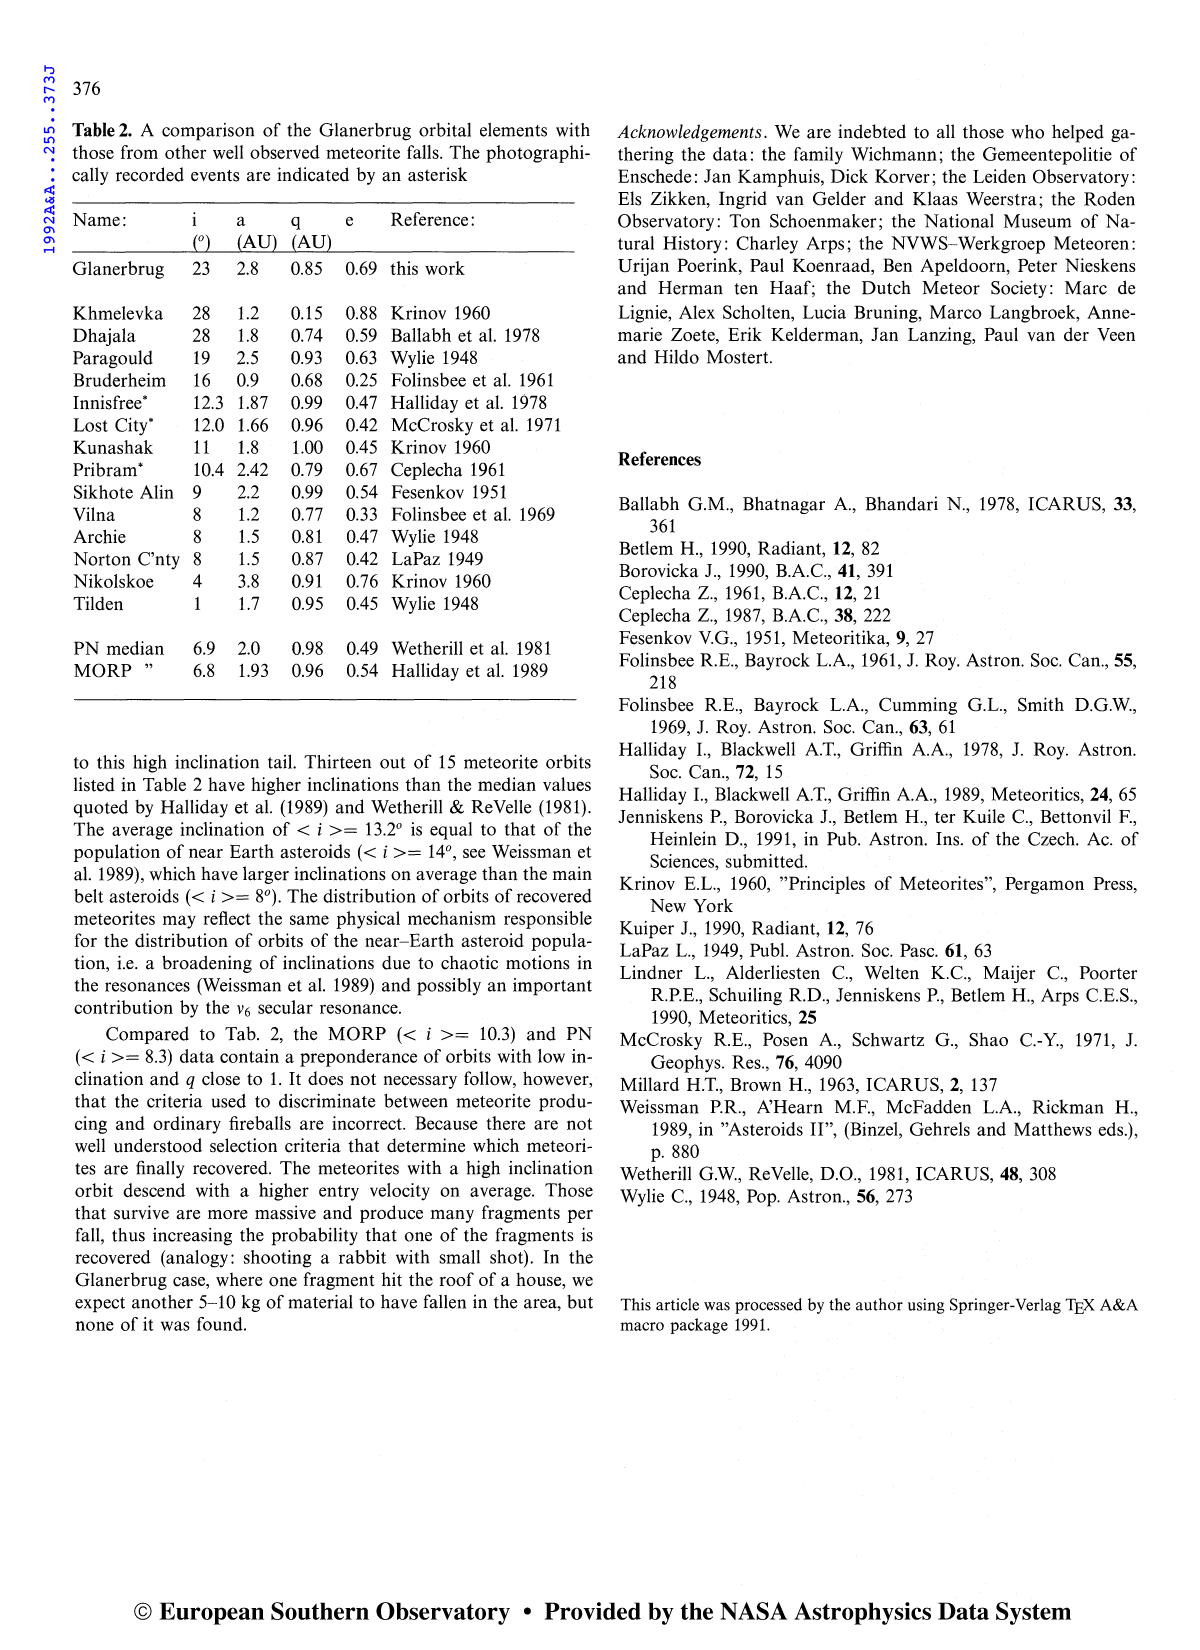 1992A&A...255..373J
376
Table 2. A comparison of the Glanerbrug orbital elements with
those from other well observed meteorite falls. The photographi-
cally recorded events are indicated by an asterisk
Name: i a q e Reference:
(o) (AU) (AU)
Glanerbrug 23 2.8 0.85 0.69 this work
Khmelevka 28 1.2 0.15 0.88 Krinov 1960
Dhajala 28 1.8 0.74 0.59 Ballabh et al. 1978
Paragould 19 2.5 0.93 0.63 Wylie 1948
Bruderheim 16 0.9 0.68 0.25 Folinsbee et al. 1961
Innisfree* 12.3 1.87 0.99 0.47 Halliday et al. 1978
Lost City* 12.0 1.66 0.96 0.42 McCrosky et al. 1971
Kunashak 11 1.8 1.00 0.45 Krinov 1960
Pribram* 10.4 2.42 0.79 0.67 Ceplecha 1961
Sikhote Alin 9 2.2 0.99 0.54 Fesenkov 1951
Vilna 8 1.2 0.77 0.33 Folinsbee et al. 1969
Archie 8 1.5 0.81 0.47 Wylie 1948
Norton C'nty 8 1.5 0.87 0.42 LaPaz 1949
Nikolskoe 4 3.8 0.91 0.76 Krinov 1960
Tilden 1 1.7 0.95 0.45 Wylie 1948
PN median 6.9 2.0 0.98 0.49 Wetherill et al. 1981
MORP ” 6.8 1.93 0.96 0.54 Halliday et al. 1989
to this high inclination tail. Thirteen out of 15 meteorite orbits
listed in Table 2 have higher inclinations than the median values
quoted by Halliday et al. (1989) and Wetherill & ReVelle (1981).
The average inclination of < i >= 13.2° is equal to that of the
population of near Earth asteroids (< i >= 14°, see Weissman et
al. 1989), which have larger inclinations on average than the main
belt asteroids (< i >= 8°). The distribution of orbits of recovered
meteorites may reflect the same physical mechanism responsible
for the distribution of orbits of the near–Earth asteroid popula-
tion, i.e. a broadening of inclinations due to chaotic motions in
the resonances (Weissman et al. 1989) and possibly an important
contribution by the ν6 secular resonance.
Compared to Tab. 2, the MORP (< i >= 10.3) and PN
(< i >= 8.3) data contain a preponderance of orbits with low in-
clination and q close to 1. It does not necessary follow, however,
that the criteria used to discriminate between meteorite produ-
cing and ordinary fireballs are incorrect. Because there are not
well understood selection criteria that determine which meteori-
tes are finally recovered. The meteorites with a high inclination
orbit descend with a higher entry velocity on average. Those
that survive are more massive and produce many fragments per
fall, thus increasing the probability that one of the fragments is
recovered (analogy: shooting a rabbit with small shot). In the
Glanerbrug case, where one fragment hit the roof of a house, we
expect another 5–10 kg of material to have fallen in the area, but
none of it was found.
Acknowledgements. We are indebted to all those who helped ga-
thering the data: the family Wichmann; the Gemeentepolitie of
Enschede: Jan Kamphuis, Dick Korver; the Leiden Observatory:
Els Zikken, Ingrid van Gelder and Klaas Weerstra; the Roden
Observatory: Ton Schoenmaker; the National Museum of Na-
tural History: Charley Arps; the NVWS–Werkgroep Meteoren:
Urijan Poerink, Paul Koenraad, Ben Apeldoorn, Peter Nieskens
and Herman ten Haaf; the Dutch Meteor Society: Marc de
Lignie, Alex Scholten, Lucia Bruning, Marco Langbroek, Anne-
marie Zoete, Erik Kelderman, Jan Lanzing, Paul van der Veen
and Hildo Mostert.
References
Ballabh G.M., Bhatnagar A., Bhandari N., 1978, ICARUS, 33,
361
Betlem H., 1990, Radiant, 12, 82
Borovicka J., 1990, B.A.C., 41, 391
Ceplecha Z., 1961, B.A.C., 12, 21
Ceplecha Z., 1987, B.A.C., 38, 222
Fesenkov V.G., 1951, Meteoritika, 9, 27
Folinsbee R.E., Bayrock L.A., 1961, J. Roy. Astron. Soc. Can., 55,
218
Folinsbee R.E., Bayrock L.A., Cumming G.L., Smith D.G.W.,
1969, J. Roy. Astron. Soc. Can., 63, 61
Halliday I., Blackwell A.T., Griffin A.A., 1978, J. Roy. Astron.
Soc. Can., 72, 15
Halliday I., Blackwell A.T., Griffin A.A., 1989, Meteoritics, 24, 65
Jenniskens P., Borovicka J., Betlem H., ter Kuile C., Bettonvil F.,
Heinlein D., 1991, in Pub. Astron. Ins. of the Czech. Ac. of
Sciences, submitted.
Krinov E.L., 1960, ”Principles of Meteorites”, Pergamon Press,
New York
Kuiper J., 1990, Radiant, 12, 76
LaPaz L., 1949, Publ. Astron. Soc. Pasc. 61, 63
Lindner L., Alderliesten C., Welten K.C., Maijer C., Poorter
R.P.E., Schuiling R.D., Jenniskens P., Betlem H., Arps C.E.S.,
1990, Meteoritics, 25
McCrosky R.E., Posen A., Schwartz G., Shao C.-Y., 1971, J.
Geophys. Res., 76, 4090
Millard H.T., Brown H., 1963, ICARUS, 2, 137
Weissman P.R., A'Hearn M.F., McFadden L.A., Rickman H.,
1989, in ”Asteroids II”, (Binzel, Gehrels and Matthews eds.),
p. 880
Wetherill G.W., ReVelle, D.O., 1981, ICARUS, 48, 308
Wylie C., 1948, Pop. Astron., 56, 273
This article was processed by the author using Springer-Verlag TEX A&A
macro package 1991.
© European Southern Observatory • Provided by the NASA Astrophysics Data System